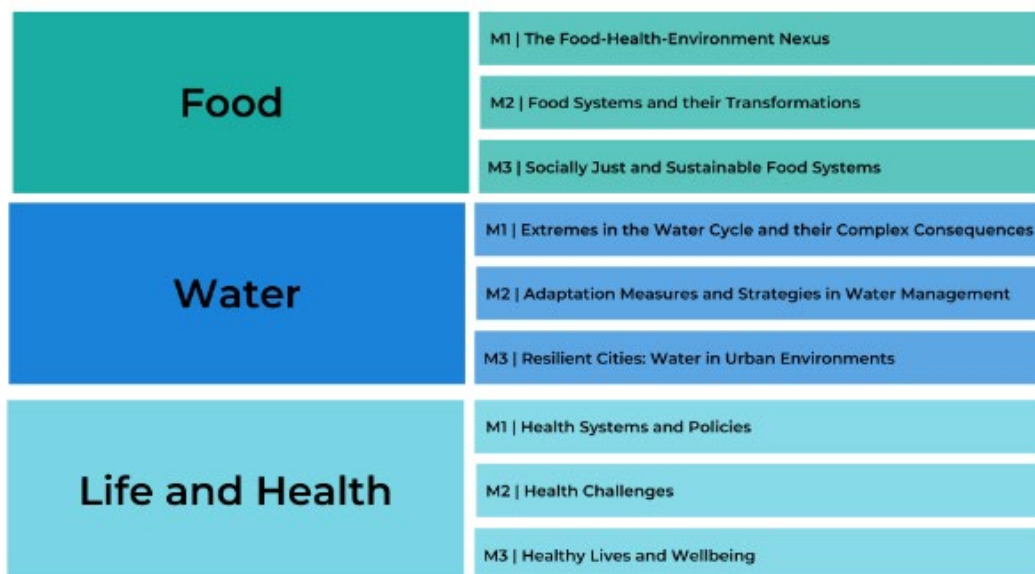 Food
M1 | The Food-Health-Environment Nexus
M2 | Food Systems and their Transformations
M3 | Socially Just and Sustainable Food Systems
Water
M1 | Extremes in the Water Cycle and their Complex Consequences
M2 | Adaptation Measures and Strategies in Water Management
M3 | Resilient Cities: Water in Urban Environments
Life and Health
M1 | Health Systems and Policies
M2 | Health Challenges
M3 | Healthy Lives and Wellbeing